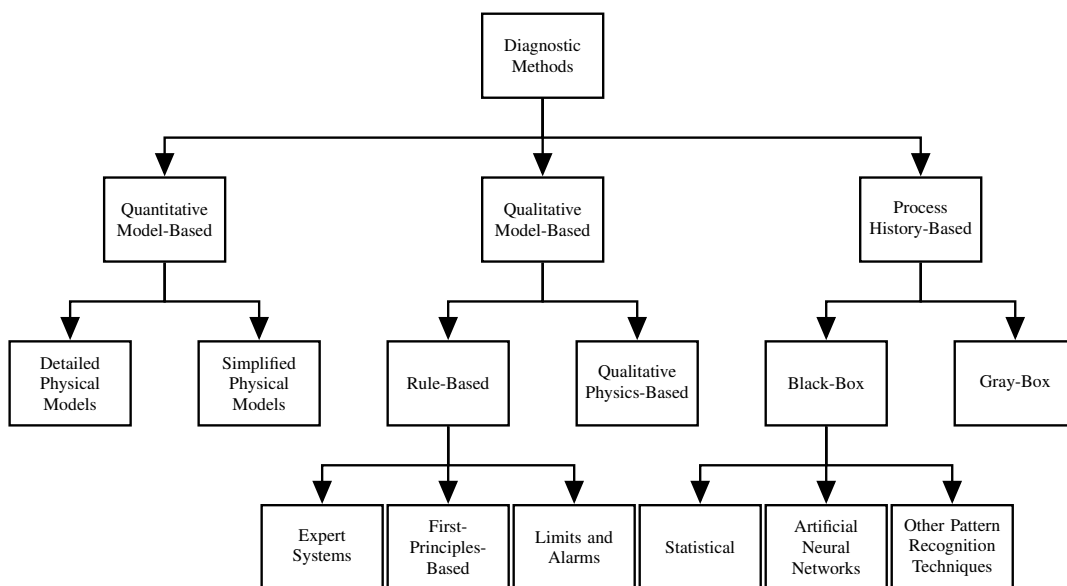 Diagnostic
Methods
Quantitative
Model-Based
Qualitative
Model-Based
Process
History-Based
Detailed
Physical
Models
Simplified
Physical
Models
Rule-Based
Qualitative
Physics-Based
Black-Box
Gray-Box
Expert
Systems
First-
Principles-
Based
Limits and
Alarms
Statistical
Artificial
Neural
Networks
Other Pattern
Recognition
Techniques